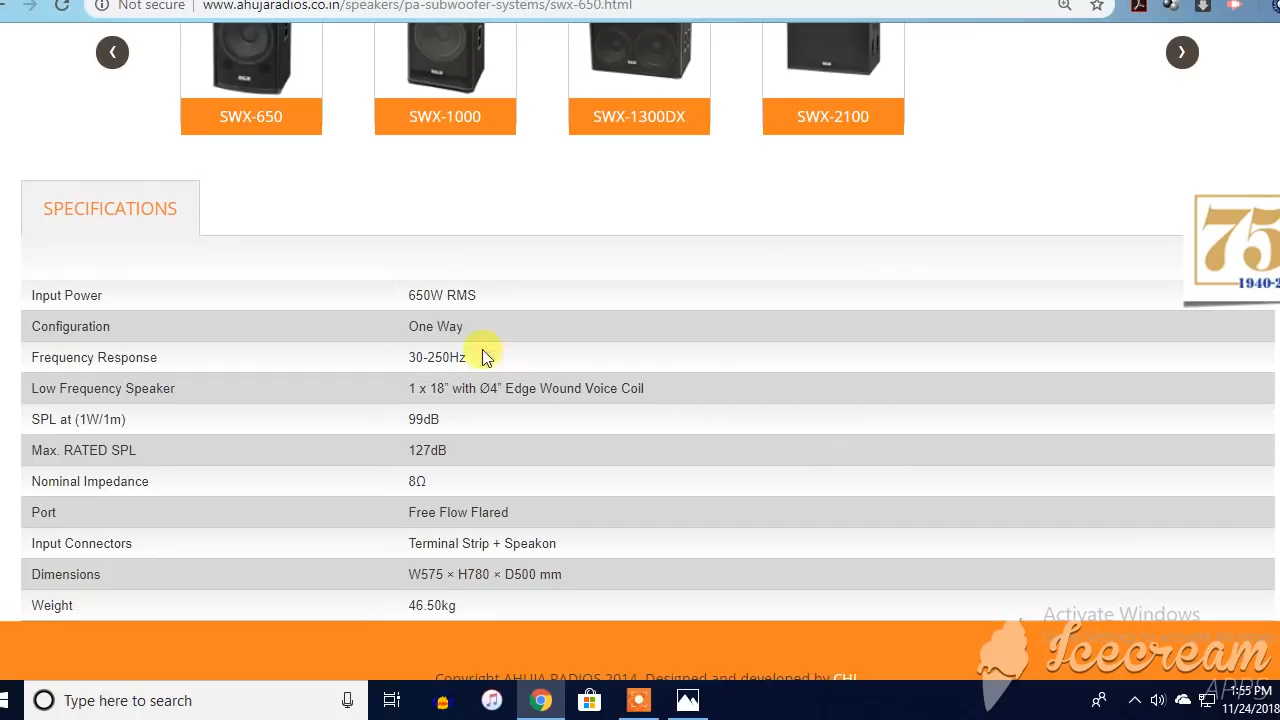 Not secure www.ahujaradios.co.in/speakers/pa-subwoofer-systems/swx-650.html
SWX-650 SWX-1000 SWX-1300DX SWX-2100
SPECIFICATIONS
75
1940-2
Input Power 650W RMS
Configuration One Way
Frequency Response 30-250Hz
Low Frequency Speaker 1 x 18” with Ø4” Edge Wound Voice Coil
SPL at (1W/1m) 99dB
Max. RATED SPL 127dB
Nominal Impedance 8Ω
Port Free Flow Flared
Input Connectors Terminal Strip + Speakon
Dimensions W575 × H780 × D500 mm
Weight 46.50kg
Activate Windows
Icecream
APPS
Copyright AHUJA RADIOS 2014. Designed and developed by CHL
Type here to search
1:55 PM
11/24/2018